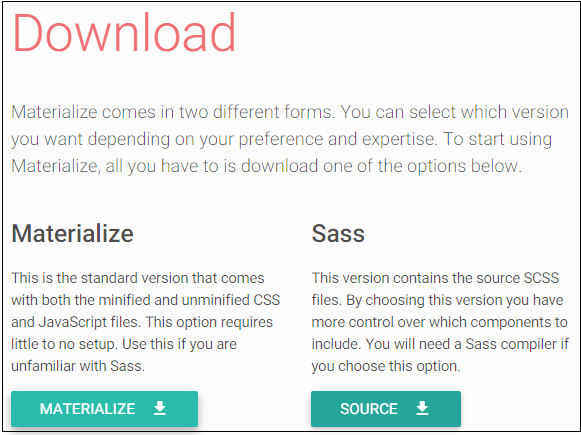 Download
Materialize comes in two different forms. You can select which version
you want depending on your preference and expertise. To start using
Materialize, all you have to is download one of the options below.
Materialize
This is the standard version that comes
with both the minified and unminified CSS
and JavaScript files. This option requires
little to no setup. Use this if you are
unfamiliar with Sass.
MATERIALIZE
Sass
This version contains the source SCSS
files. By choosing this version you have
more control over which components to
include. You will need a Sass compiler if
you choose this option.
SOURCE